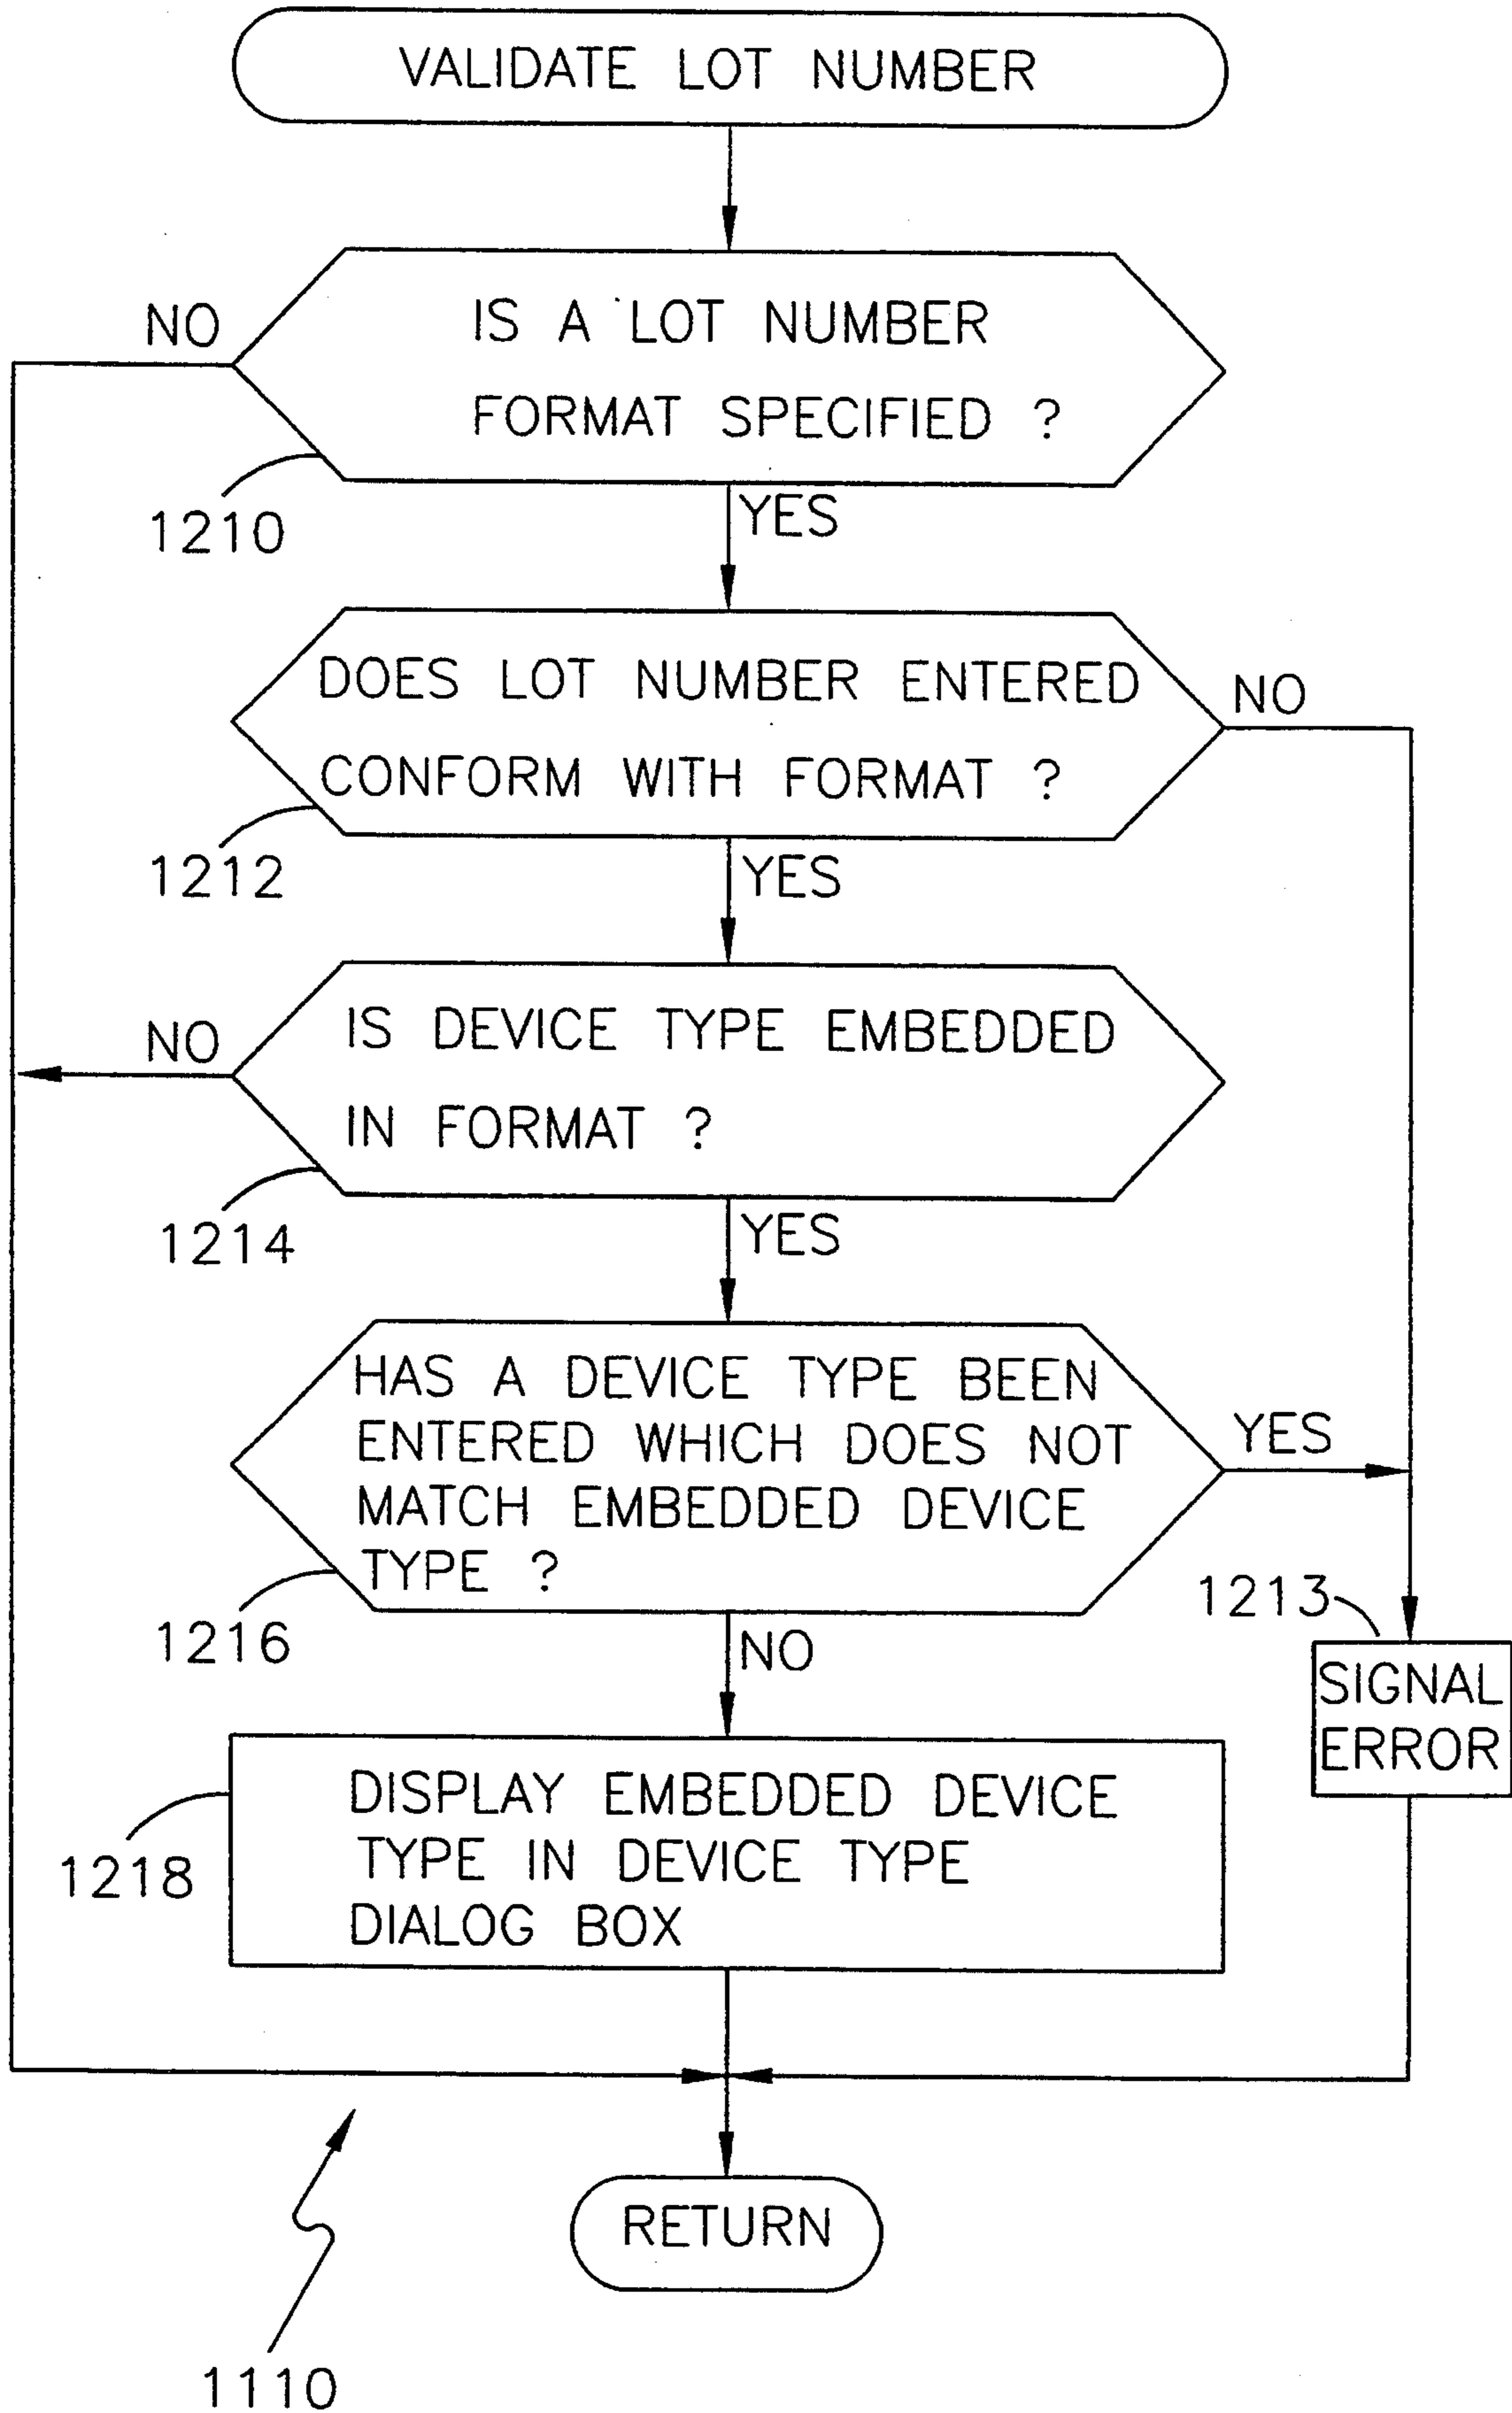 VALIDATE LOT NUMBER
NO
IS A LOT NUMBER
FORMAT SPECIFIED ?
1210
YES
DOES LOT NUMBER ENTERED
CONFORM WITH FORMAT ?
NO
1212
YES
NO
IS DEVICE TYPE EMBEDDED
IN FORMAT ?
1214
YES
HAS A DEVICE TYPE BEEN
ENTERED WHICH DOES NOT
MATCH EMBEDDED DEVICE
TYPE ?
YES
1216
NO
1213
SIGNAL
ERROR
DISPLAY EMBEDDED DEVICE
TYPE IN DEVICE TYPE
DIALOG BOX
1218
RETURN
1110